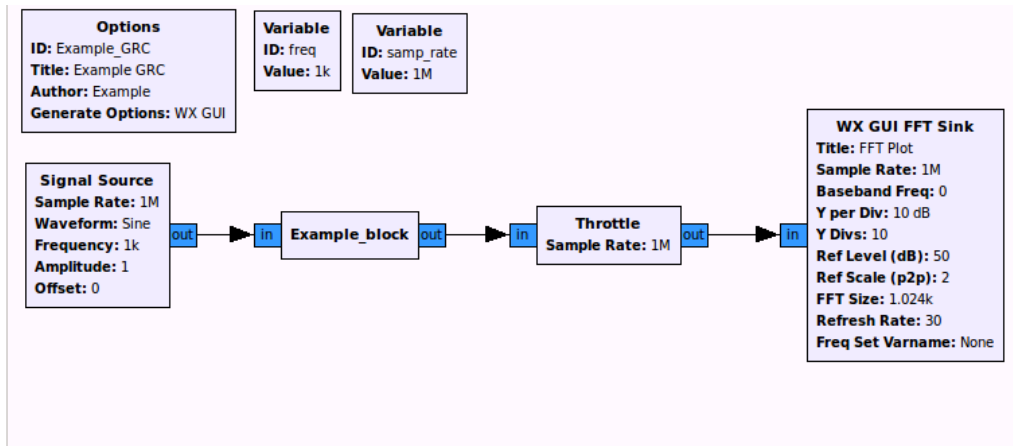 Options
ID: Example_GRC
Title: Example GRC
Author: Example
Generate Options: WX GUI
Variable
ID: freq
Value: 1k
Variable
ID: samp_rate
Value: 1M
Signal Source
Sample Rate: 1M
Waveform: Sine
Frequency: 1k
Amplitude: 1
Offset: 0
out
in
Example_block
out
in
Throttle
Sample Rate: 1M
out
in
WX GUI FFT Sink
Title: FFT Plot
Sample Rate: 1M
Baseband Freq: 0
Y per Div: 10 dB
Y Divs: 10
Ref Level (dB): 50
Ref Scale (p2p): 2
FFT Size: 1.024k
Refresh Rate: 30
Freq Set Varname: None